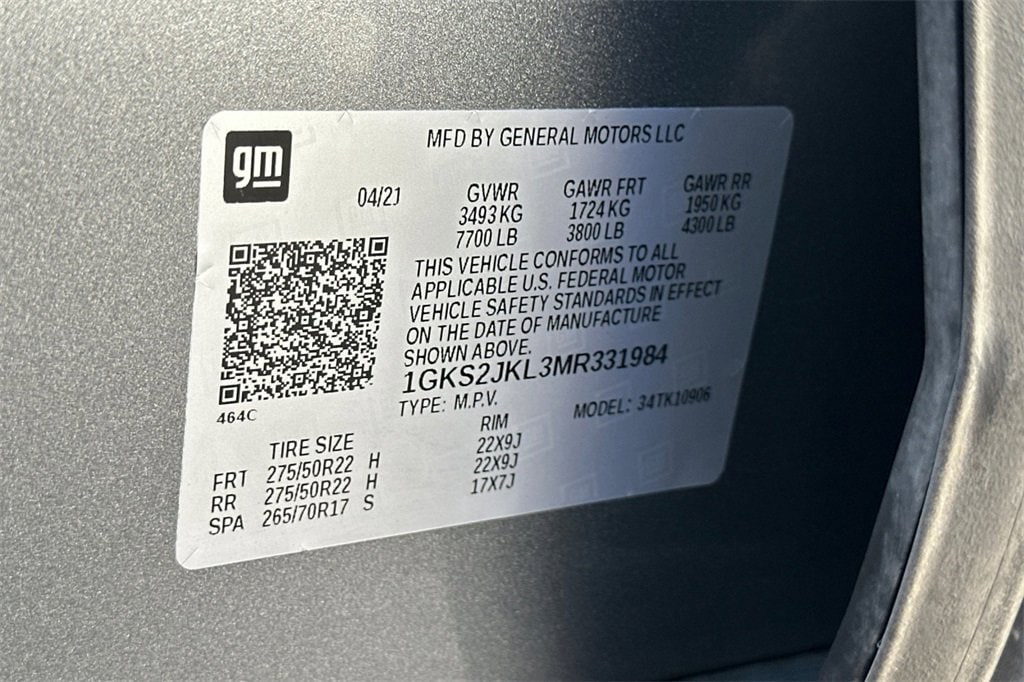 gm
MFD BY GENERAL MOTORS LLC
04/21 GVWR GAWR FRT GAWR RR
3493 KG 1724 KG 1950 KG
7700 LB 3800 LB 4300 LB
THIS VEHICLE CONFORMS TO ALL
APPLICABLE U.S. FEDERAL MOTOR
VEHICLE SAFETY STANDARDS IN EFFECT
ON THE DATE OF MANUFACTURE
SHOWN ABOVE.
1GKS2JKL3MR331984
464C
TYPE: M.P.V. MODEL: 34TK10906
TIRE SIZE RIM
FRT 275/50R22 H 22X9J
RR 275/50R22 H 22X9J
SPA 265/70R17 S 17X7J